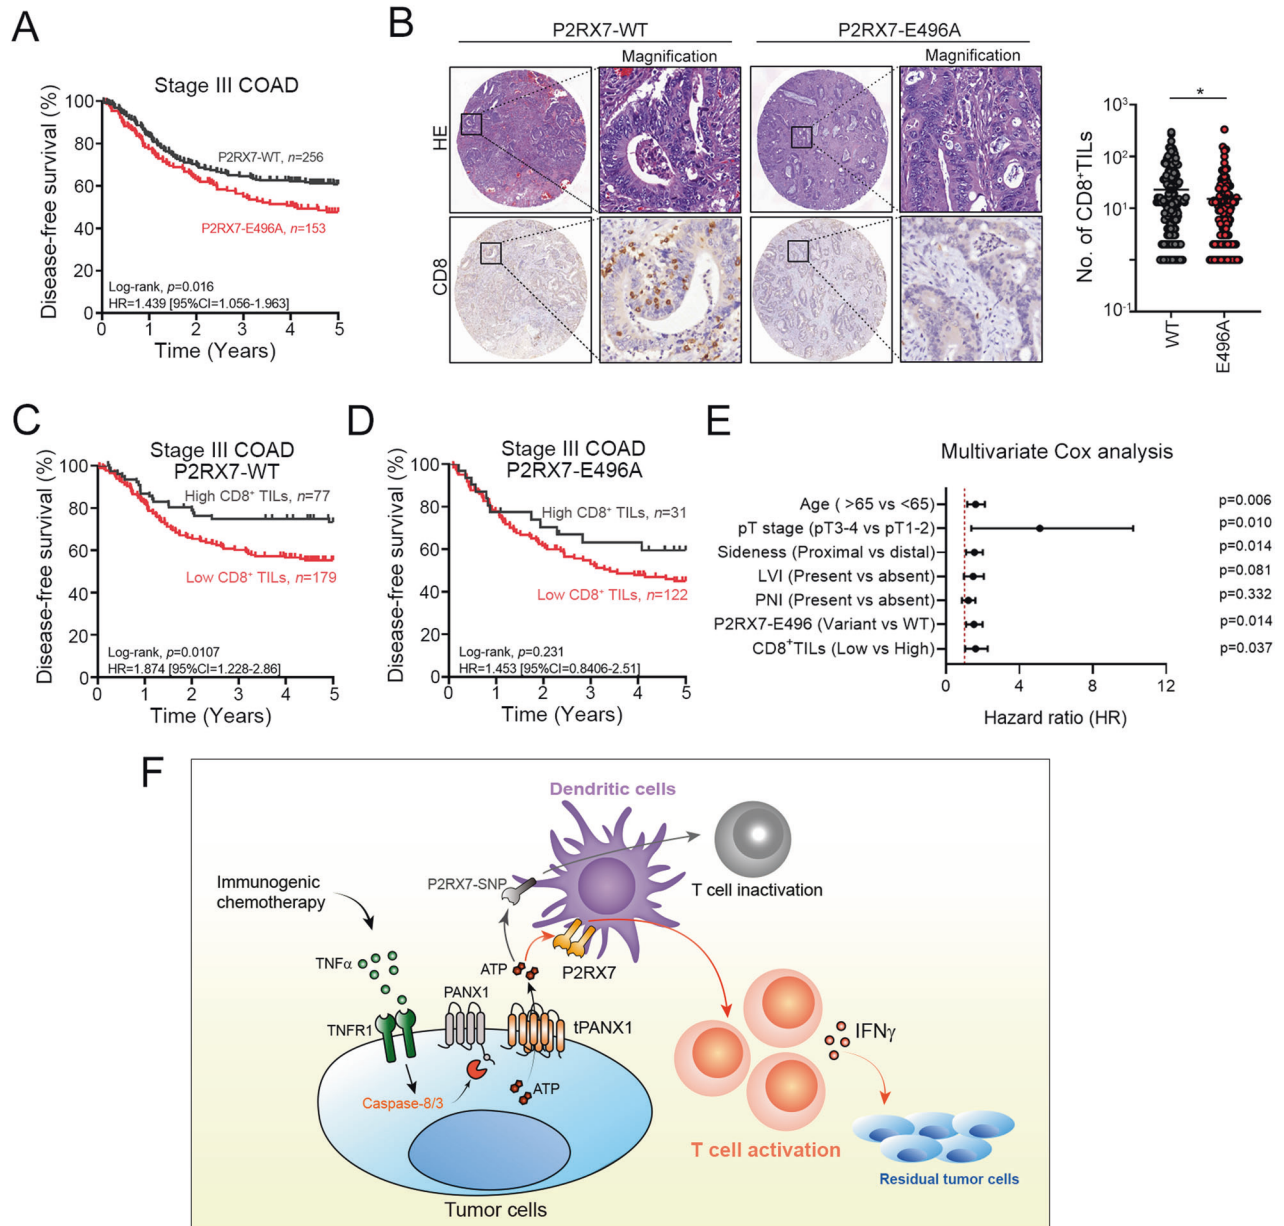 A
Stage III COAD
Disease-free survival (%)
100
80
60
40
20
0
P2RX7-WT, n=256
P2RX7-E496A, n=153
Log-rank, p=0.016
HR=1.439 [95%CI=1.056-1.963]
0 1 2 3 4 5
Time (Years)
B
P2RX7-WT
P2RX7-E496A
Magnification
Magnification
HE
CD8
No. of CD8⁺TILs
10³
10²
10¹
10⁻¹
*
WT
E496A
C
Stage III COAD
P2RX7-WT
Disease-free survival (%)
100
80
60
40
20
0
High CD8⁺ TILs, n=77
Low CD8⁺ TILs, n=179
Log-rank, p=0.0107
HR=1.874 [95%CI=1.228-2.86]
0 1 2 3 4 5
Time (Years)
D
Stage III COAD
P2RX7-E496A
Disease-free survival (%)
100
80
60
40
20
0
High CD8⁺ TILs, n=31
Low CD8⁺ TILs, n=122
Log-rank, p=0.231
HR=1.453 [95%CI=0.8406-2.51]
0 1 2 3 4 5
Time (Years)
E
Multivariate Cox analysis
Age ( >65 vs <65) p=0.006
pT stage (pT3-4 vs pT1-2) p=0.010
Sideness (Proximal vs distal) p=0.014
LVI (Present vs absent) p=0.081
PNI (Present vs absent) p=0.332
P2RX7-E496 (Variant vs WT) p=0.014
CD8⁺TILs (Low vs High) p=0.037
0 4 8 12
Hazard ratio (HR)
F
Dendritic cells
P2RX7-SNP
T cell inactivation
Immunogenic
chemotherapy
TNFα
ATP
P2RX7
PANX1
TNFR1
tPANX1
IFNγ
Caspase-8/3
ATP
T cell activation
Residual tumor cells
Tumor cells